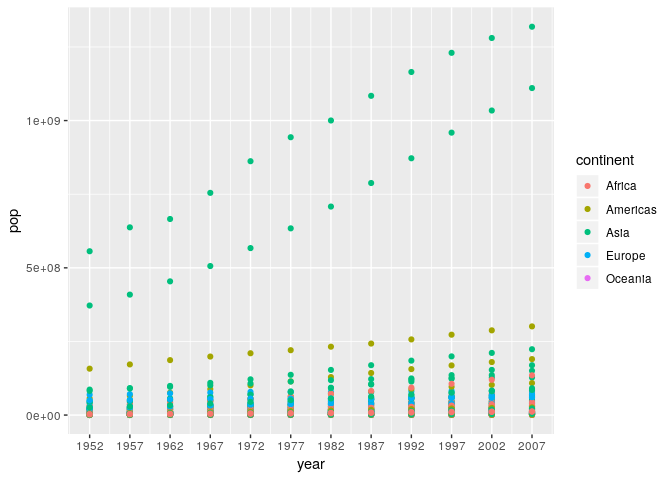 1e+09
5e+08
0e+00
pop
1952 1957 1962 1967 1972 1977 1982 1987 1992 1997 2002 2007
year
continent
Africa
Americas
Asia
Europe
Oceania